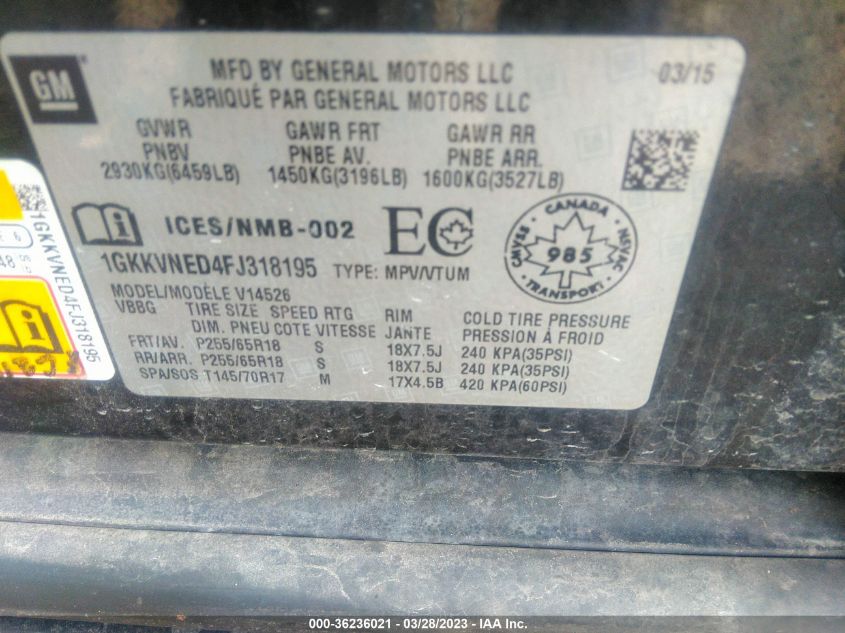 GM
MFD BY GENERAL MOTORS LLC 03/15
FABRIQUÉ PAR GENERAL MOTORS LLC
GVWR GAWR FRT GAWR RR
PNBV PNBE AV. PNBE ARR.
2930KG(6459LB) 1450KG(3196LB) 1600KG(3527LB)
i ICES/NMB-002 EC
CANADA
CMVSS 985 NSVAC
TRANSPORT
1GKKVNED4FJ318195 TYPE: MPV/VTUM
MODEL/MODÈLE V14526
VBBG TIRE SIZE SPEED RTG RIM COLD TIRE PRESSURE
DIM. PNEU COTE VITESSE JANTE PRESSION À FROID
FRT/AV. P255/65R18 S 18X7.5J 240 KPA(35PSI)
RR/ARR. P255/65R18 S 18X7.5J 240 KPA(35PSI)
SPA/SOS T145/70R17 M 17X4.5B 420 KPA(60PSI)
1GKKVNED4FJ318195
6
48
i
000-36236021 - 03/28/2023 - IAA Inc.